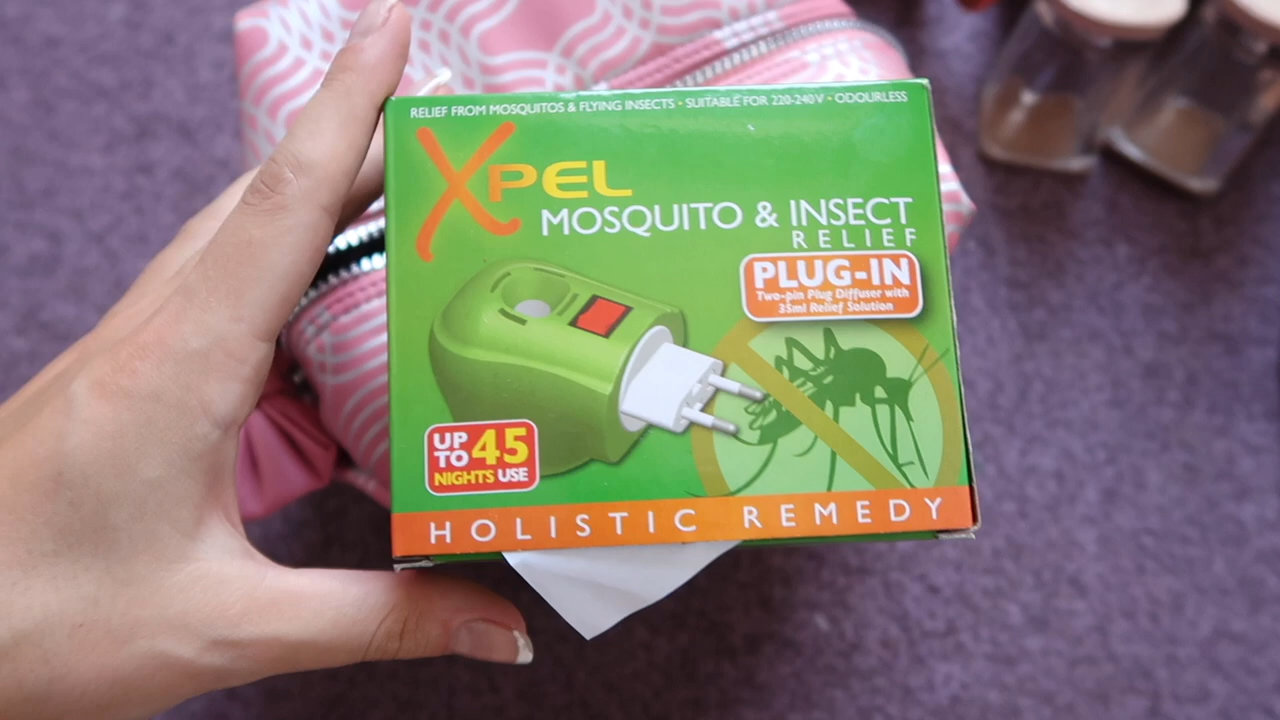 RELIEF FROM MOSQUITOS & FLYING INSECTS • SUITABLE FOR 220-240V • ODOURLESS
XPEL
MOSQUITO & INSECT
RELIEF
PLUG-IN
Two-pin Plug Diffuser with
35ml Relief Solution
UP TO 45
NIGHTS USE
HOLISTIC REMEDY